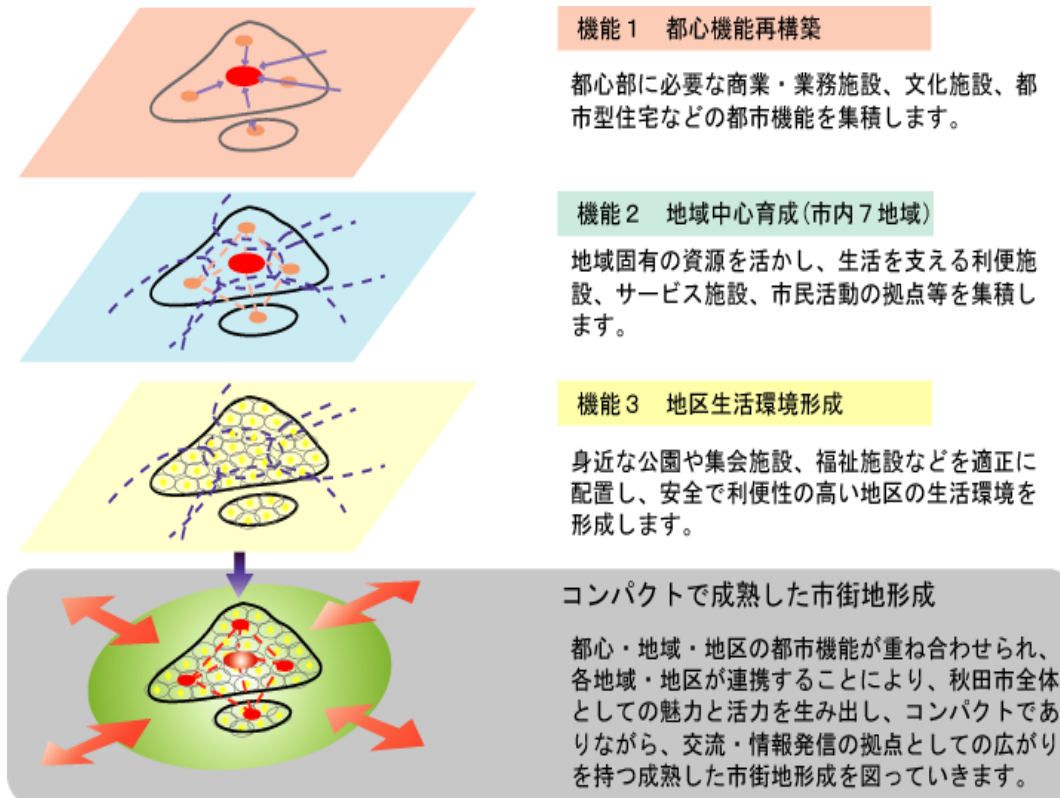 機能1　都心機能再構築
都心部に必要な商業・業務施設、文化施設、都
市型住宅などの都市機能を集積します。
機能2　地域中心育成(市内7地域)
地域固有の資源を活かし、生活を支える利便施
設、サービス施設、市民活動の拠点等を集積し
ます。
機能3　地区生活環境形成
身近な公園や集会施設、福祉施設などを適正に
配置し、安全で利便性の高い地区の生活環境を
形成します。
コンパクトで成熟した市街地形成
都心・地域・地区の都市機能が重ね合わせられ、
各地域・地区が連携することにより、秋田市全体
としての魅力と活力を生み出し、コンパクトであ
りながら、交流・情報発信の拠点としての広がり
を持つ成熟した市街地形成を図っていきます。